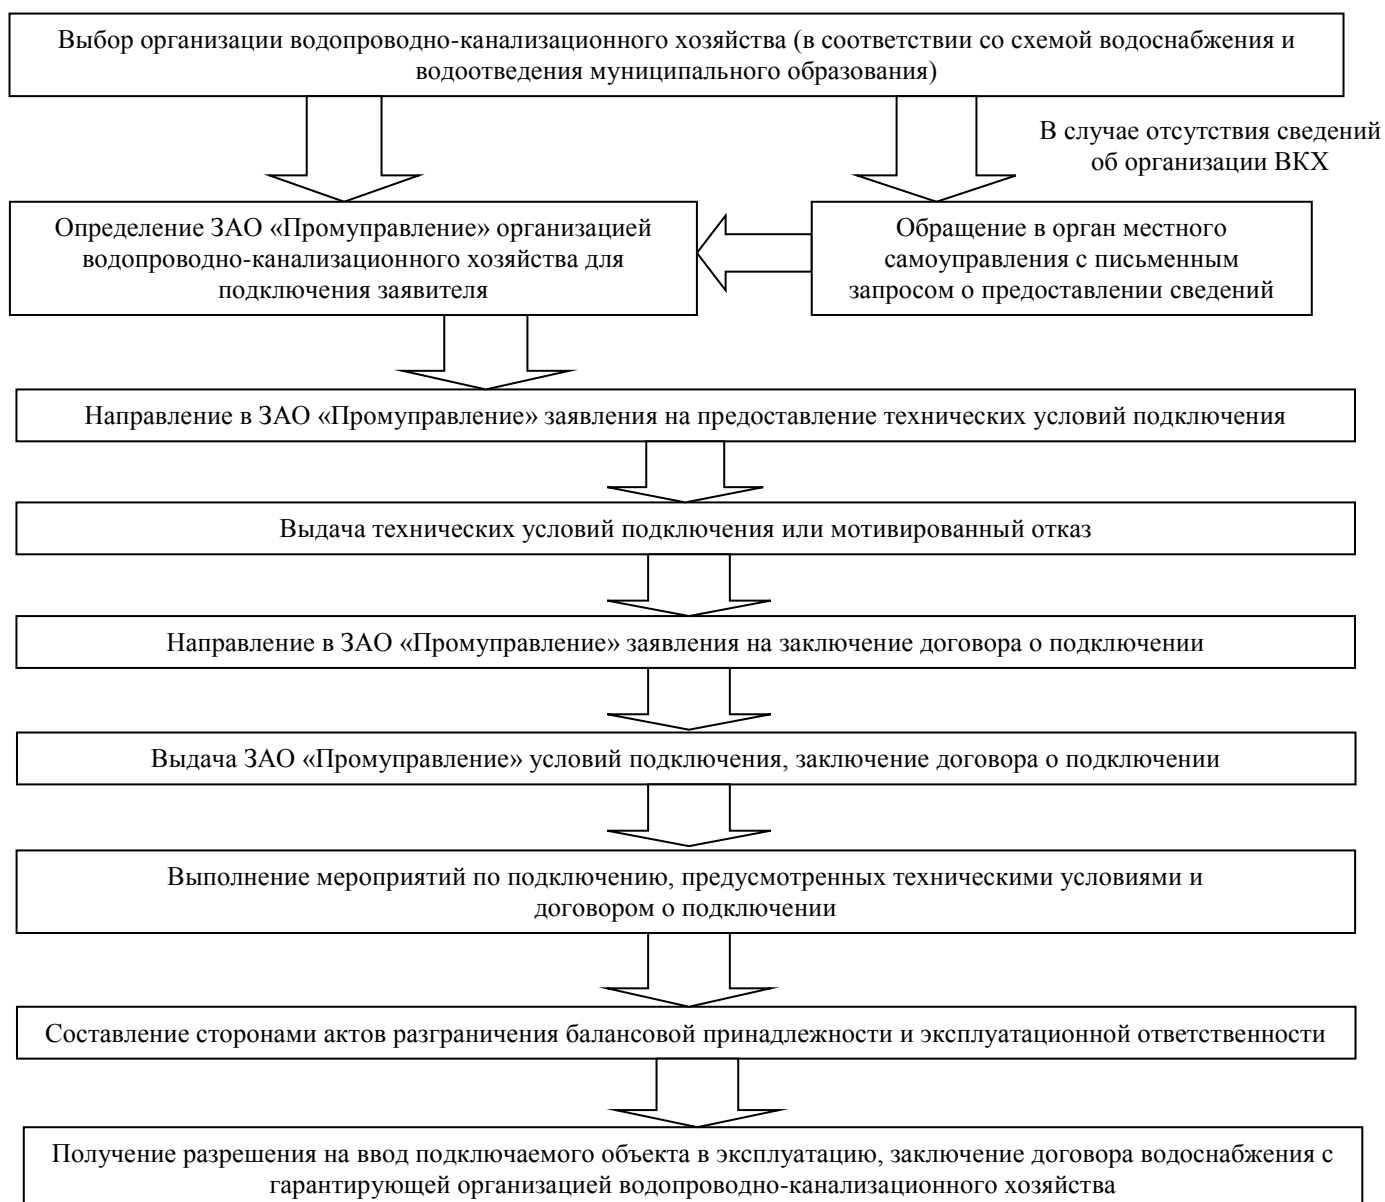 Выбор организации водопроводно-канализационного хозяйства (в соответствии со схемой водоснабжения и
водоотведения муниципального образования)
В случае отсутствия сведений
об организации ВКХ
Определение ЗАО «Промуправление» организацией
водопроводно-канализационного хозяйства для
подключения заявителя
Обращение в орган местного
самоуправления с письменным
запросом о предоставлении сведений
Направление в ЗАО «Промуправление» заявления на предоставление технических условий подключения
Выдача технических условий подключения или мотивированный отказ
Направление в ЗАО «Промуправление» заявления на заключение договора о подключении
Выдача ЗАО «Промуправление» условий подключения, заключение договора о подключении
Выполнение мероприятий по подключению, предусмотренных техническими условиями и
договором о подключении
Составление сторонами актов разграничения балансовой принадлежности и эксплуатационной ответственности
Получение разрешения на ввод подключаемого объекта в эксплуатацию, заключение договора водоснабжения с
гарантирующей организацией водопроводно-канализационного хозяйства